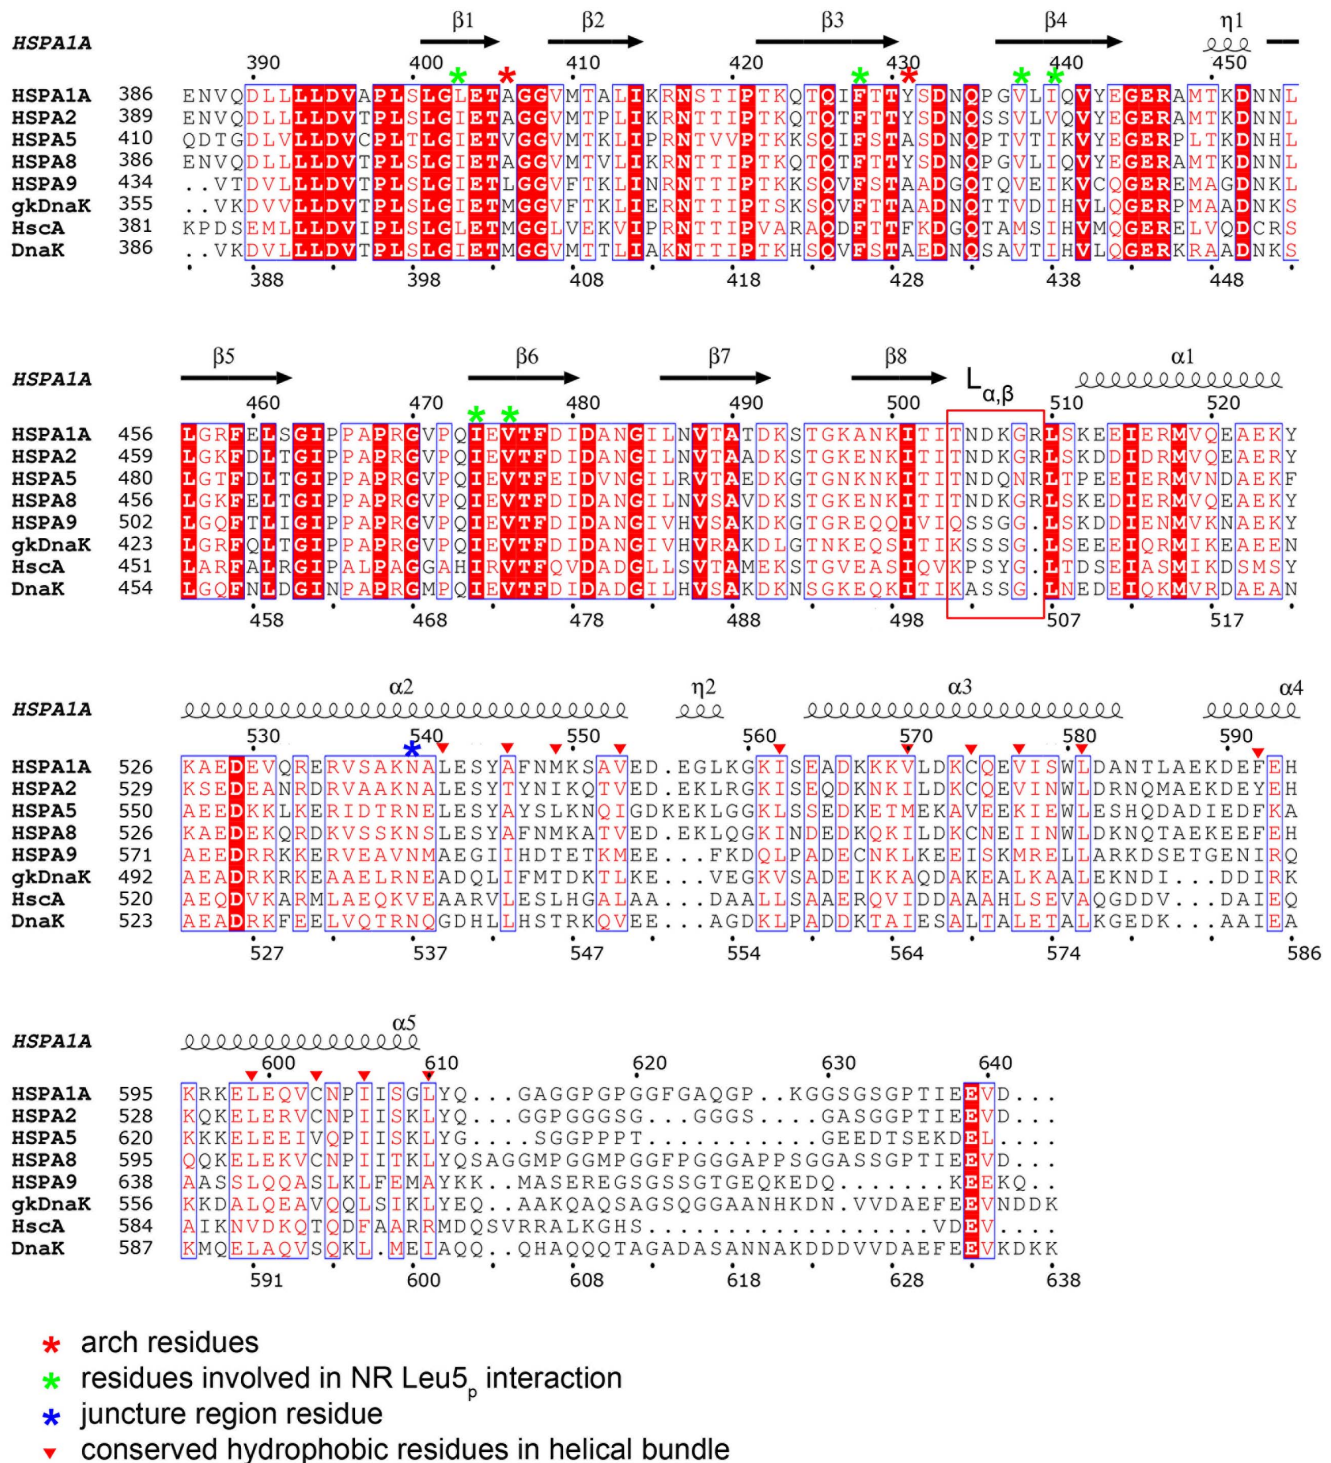 β1 β2 β3 β4 η1
HSPA1A
390 400 410 420 430 440 450
HSPA1A 386 ENVQDLLLLDVAPLSLGLETAGGVMTALIKRNSTIPTKQTQIFTTYSDNQPGVLIQVYEGERAMTKDNNL
HSPA2 389 ENVQDLLLLDVTPLSLGIETAGGVMTPLIKRNTTIPTKQTQTFTTYSDNQSSVLVQVYEGERAMTKDNNL
HSPA5 410 QDTGDLVLLDVCPLTLGIETVGGVMTKLIPRNTVVPTKKSQIFSTASDNQPTVTIKVYEGERPLTKDNHL
HSPA8 386 ENVQDLLLLDVTPLSLGIETAGGVMTVLIKRNTTIPTKQTQTFTTYSDNQPGVLIQVYEGERAMTKDNNL
HSPA9 434 ..VTDVLLLDVTPLSLGIETLGGVFTKLINRNTTIPTKKSQVFSTAADGQTQVEIKVCQGEREMAGDNKL
gkDnaK 355 ..VKDVVLLDVTPLSLGIETMGGVFTKLIERNTTIPTSKSQVFTTAADNQTTVDIHVLQGERPMAADNKS
HscA 381 KPDSEMLLLDVIPLSLGLETMGGLVEKVIPRNTTIPVARAQDFTTFKDGQTAMSIHVMQGERELVQDCRS
DnaK 386 ..VKDVLLLDVTPLSLGIETMGGVMTTLIAKNTTIPTKHSQVFSTAEDNQSAVTIHVLQGERKRAADNKS
388 398 408 418 428 438 448
β5 β6 β7 β8 Lα,β α1
HSPA1A
460 470 480 490 500 510 520
HSPA1A 456 LGRFELSGIPPAPRGVPQIEVTFDIDANGILNVTATDKSTGKANKITITNDKGRLSKEEIERMVQEAEKY
HSPA2 459 LGKFDLTGIPPAPRGVPQIEVTFDIDANGILNVTAADKSTGKENKITITNDKGRLSKDDIDRMVQEAERY
HSPA5 480 LGTFDLTGIPPAPRGVPQIEVTFEIDVNGILRVTAEDKGTGNKNKITITNDQNRLTPEEIERMVNDAEKF
HSPA8 456 LGKFELTGIPPAPRGVPQIEVTFDIDANGILNVSAVDKSTGKENKITITNDKGRLSKEDIERMVQEAEKY
HSPA9 502 LGQFTLIGIPPAPRGVPQIEVTFDIDANGIVHVSAKDKGTGREQQIVIQSSGG.LSKDDIENMVKNAEKY
gkDnaK 423 LGRFQLTGIPPAPRGVPQIEVTFDIDANGIVHVRAKDLGTNKEQSITIKSSSG.LSEEEIQRMIKEAEEN
HscA 451 LARFALRGIPALPAGGAHIRVTFQVDADGLLSVTAMEKSTGVEASIQVKPSYG.LTDSEIASMIKDSMSY
DnaK 454 LGQFNLDGINPAPRGMPQIEVTFDIDADGILHVSAKDKNSGKEQKITIKASSG.LNEDEIQKMVRDAEAN
458 468 478 488 498 507 517
α2 η2 α3 α4
HSPA1A
530 540 550 560 570 580 590
HSPA1A 526 KAEDEVQRERVSAKNALESYAFNMKSAVED.EGLKGKISEADKKKVLDKCQEVISWLDANTLAEKDEFEH
HSPA2 529 KSEDEANRDRVAAKNALESYTYNIKQTVED.EKLRGKISEQDKNKILDKCQEVINWLDRNQMAEKDEYEH
HSPA5 550 AEEDKKLKERIDTRNELESYAYSLKNQIGDKEKLGGKLSSEDKETMEKAVEEKIEWLESHQDADIEDFKA
HSPA8 526 KAEDEKQRDKVSSKNSLESYAFNMKATVED.EKLQGKINDEDKQKILDKCNEIINWLDKNQTAEKEEFEH
HSPA9 571 AEEDRRKKERVEAVNMAEGIIHDTETKMEE...FKDQLPADECNKLKEEISKMRELLARKDSETGENIRQ
gkDnaK 492 AEADRKRKEAAELRNEADQLIFMTDKTLKE...VEGKVSADEIKKAQDAKEALKAALEKNDI...DDIRK
HscA 520 AEQDVKARMLAEQKVEAARVLESLHGALAA...DAALLSAAERQVIDDAAAHLSEVAQGDDV..DAIEQ
DnaK 523 AEADRKFEELVQTRNQGDHLLHSTRKQVEE...AGDKLPADDKTAIESALTALETALKGEDK...AAIEA
527 537 547 554 564 574 586
α5
HSPA1A
600 610 620 630 640
HSPA1A 595 KRKELEQVCNPIISGLYQ...GAGGPGPGGFGAQGP..KGGSGSGPTIEEVD...
HSPA2 528 KQKELERVCNPIISKLYQ...GGPGGGSG...GGGS....GASGGPTIEEVD...
HSPA5 620 KKKELEEIVQPIISKLYG....SGGPPPT...........GEEDTSEKDEL....
HSPA8 595 QQKELEKVCNPIITKLYQSAGGMPGGMPGGFPGGGAPPSGGASSGPTIEEVD...
HSPA9 638 AASSLQQASLKLFEMAYKK...MASEREGSGSSGTGEQKEDQ.......KEEKQ..
gkDnaK 556 KKDALEAVQQLSIKLYEQ...AAKQAQSAGSQGGAANHKDN.VVDAEFEEVNDDK
HscA 584 AIKNVDKQTQDFAARRMDQSVRRALKGHS..................VDEV....
DnaK 587 KMQELAQVSQKL.MEIAQQ..QHAQQQTAGADASANNAKDDDVVDAEFEEVKDKK
591 600 608 618 628 638
* arch residues
* residues involved in NR Leu5p interaction
* juncture region residue
conserved hydrophobic residues in helical bundle